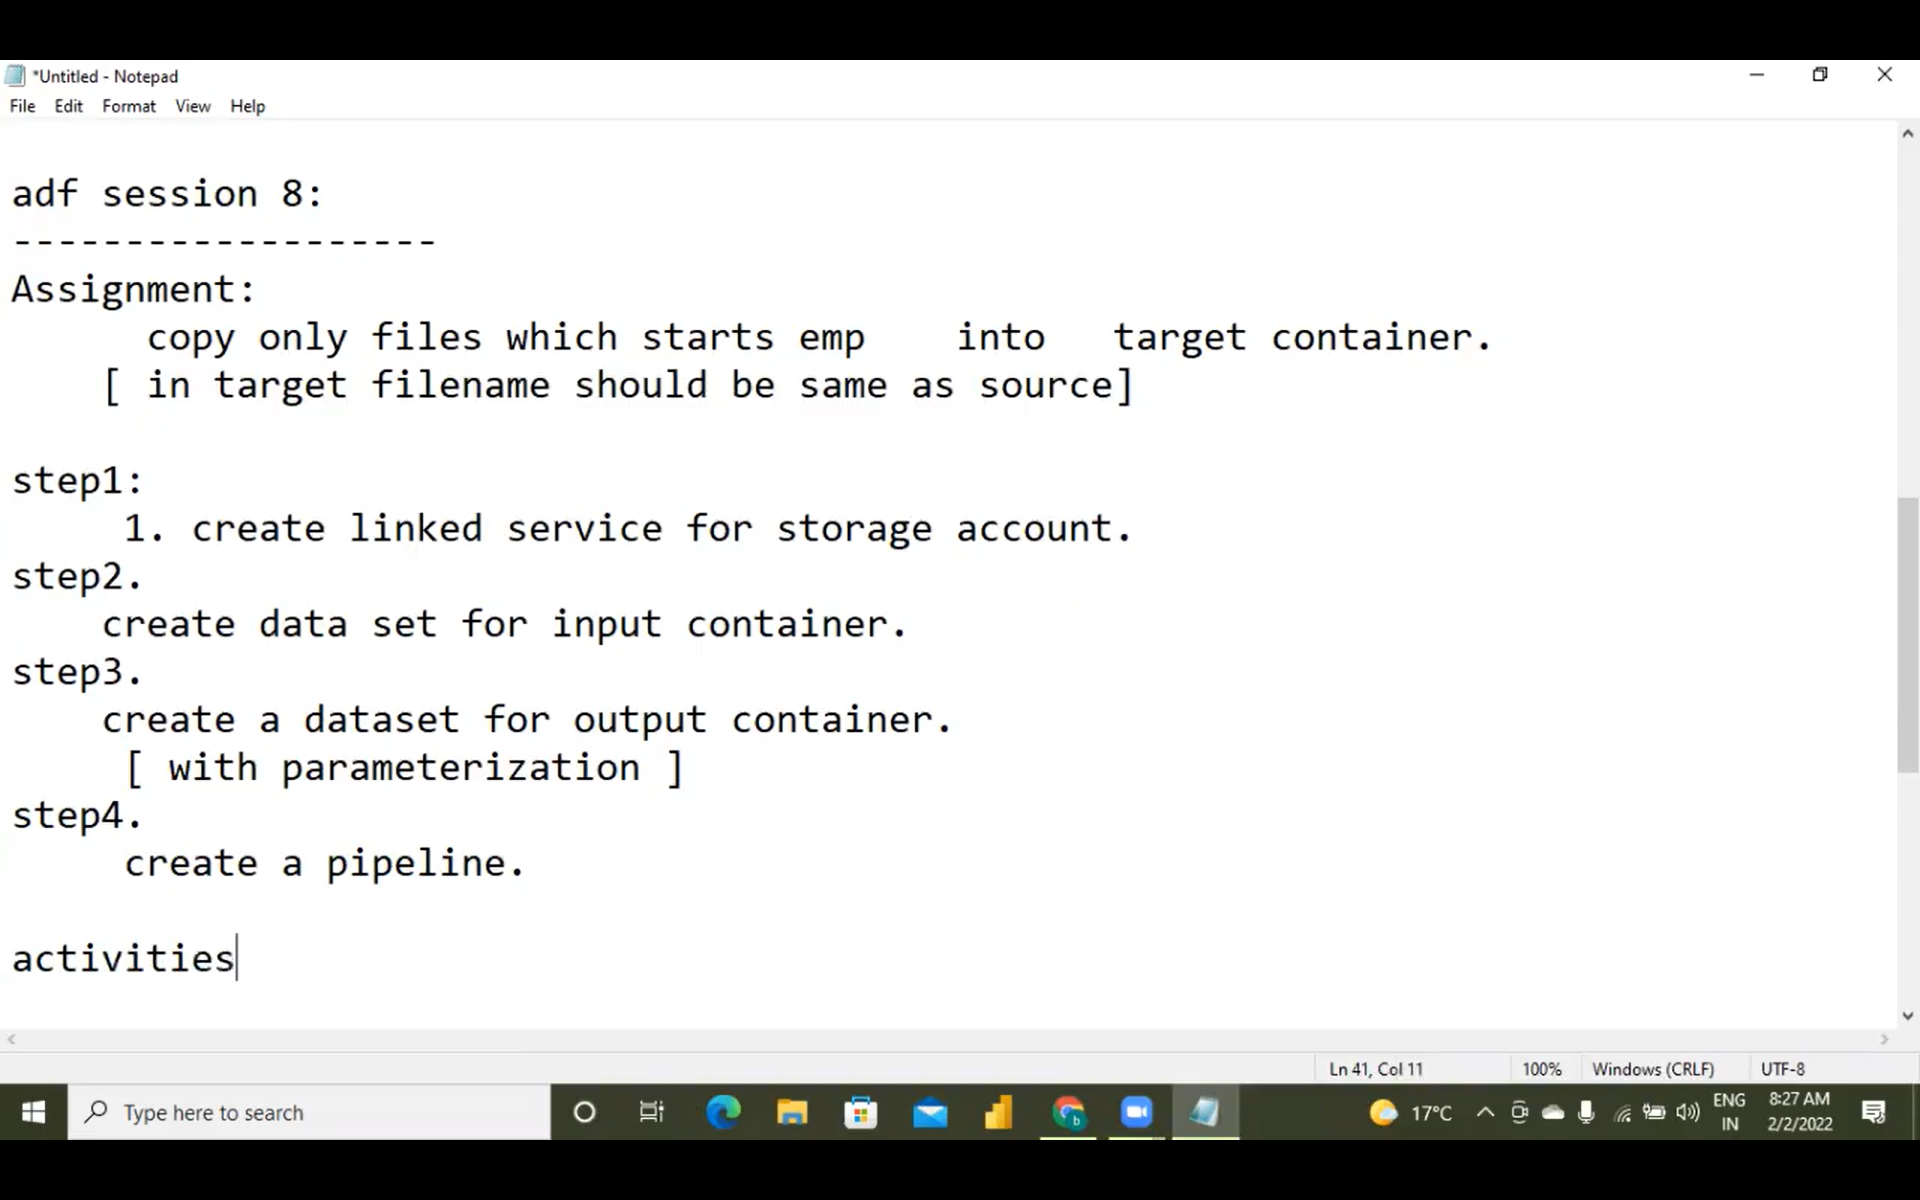 *Untitled - Notepad
File Edit Format View Help
adf session 8:
-------------------
Assignment:
copy only files which starts emp into target container.
[ in target filename should be same as source]
step1:
1. create linked service for storage account.
step2.
create data set for input container.
step3.
create a dataset for output container.
[ with parameterization ]
step4.
create a pipeline.
activities
Ln 41, Col 11 100% Windows (CRLF) UTF-8
Type here to search
17°C
ENG
IN
8:27 AM
2/2/2022